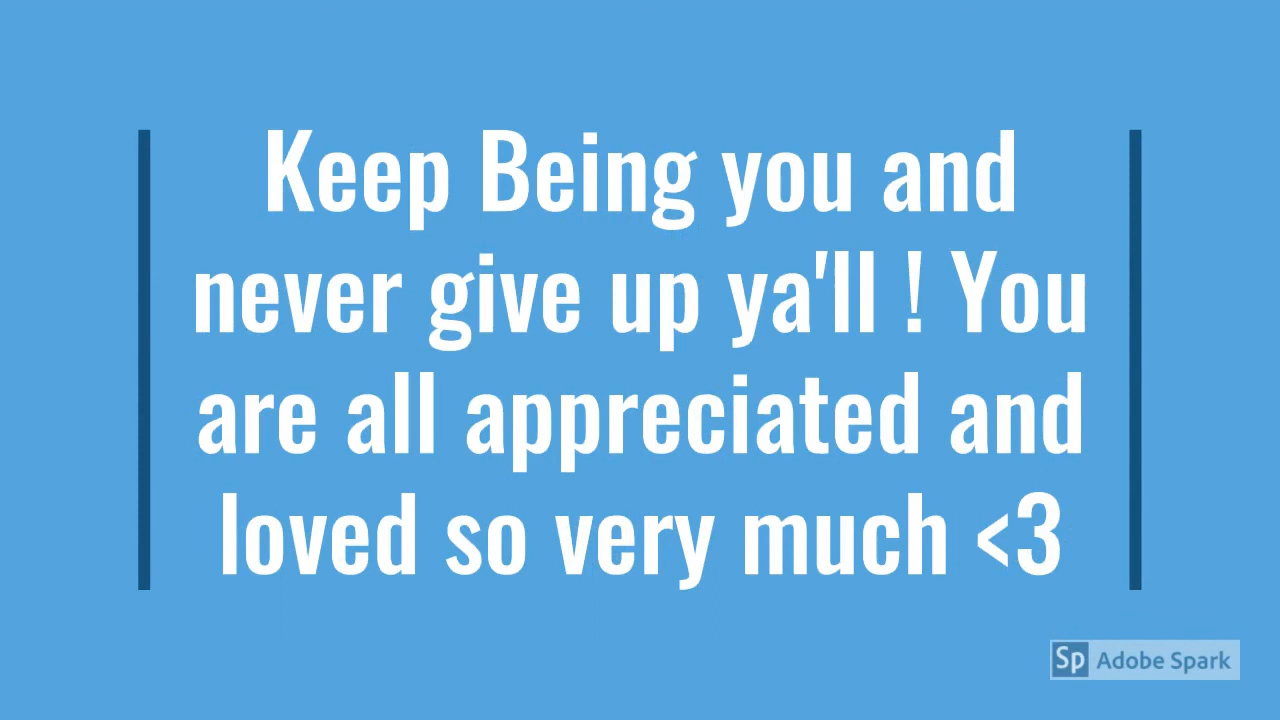 Keep Being you and
never give up ya'll ! You
are all appreciated and
loved so very much <3
Sp Adobe Spark